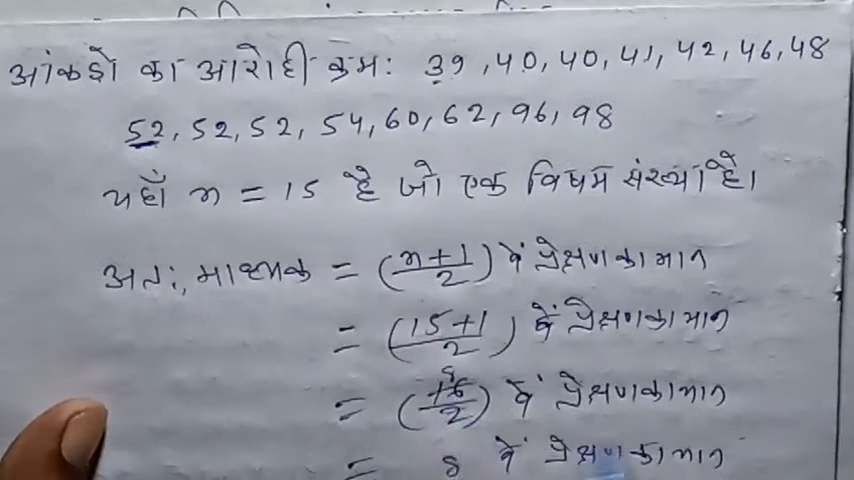 आंकड़ो का आरोही क्रम: 39, 40, 40, 41, 42, 46, 48
52, 52, 52, 54, 60, 62, 96, 98
यहाँ n = 15 है जो एक विषम संख्या है।
अतः, माध्यक = (n+1/2) वें प्रेक्षण का मान
= (15+1/2) वें प्रेक्षण का मान
= (16/2) वें प्रेक्षण का मान
= 8 वें प्रेक्षण का मान